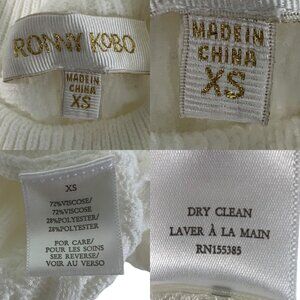 RONNY KOBO
MADE IN
CHINA
XS
MADE IN
CHINA
XS
XS
72%VISCOSE/
72%VISCOSE/
28%POLYESTER/
28%POLYESTER
FOR CARE/
POUR LES SOINS
SEE REVERSE/
VOIR AU VERSO
DRY CLEAN
LAVER À LA MAIN
RN155385